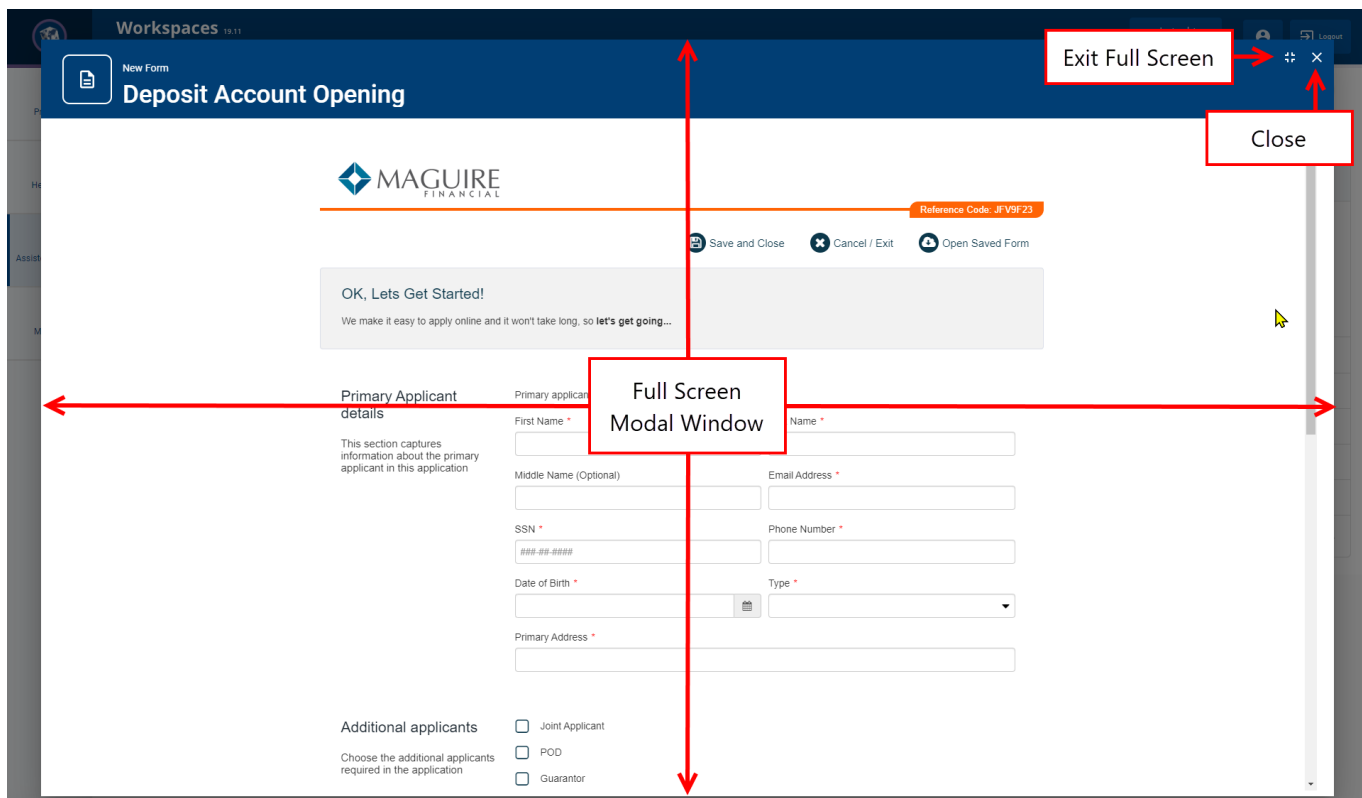 Workspaces 19.11
Logout
Exit Full Screen
New Form
Deposit Account Opening
Close
MAGUIRE
FINANCIAL
Reference Code: JFV9F23
Save and Close Cancel / Exit Open Saved Form
OK, Lets Get Started!
We make it easy to apply online and it won't take long, so let's get going...
Full Screen
Modal Window
Primary Applicant
details
This section captures
information about the primary
applicant in this application
Primary applican
First Name *
Name *
Middle Name (Optional)
Email Address *
SSN *
###-##-####
Phone Number *
Date of Birth *
Type *
Primary Address *
Additional applicants
Choose the additional applicants
required in the application
Joint Applicant
POD
Guarantor
He
Assist
M